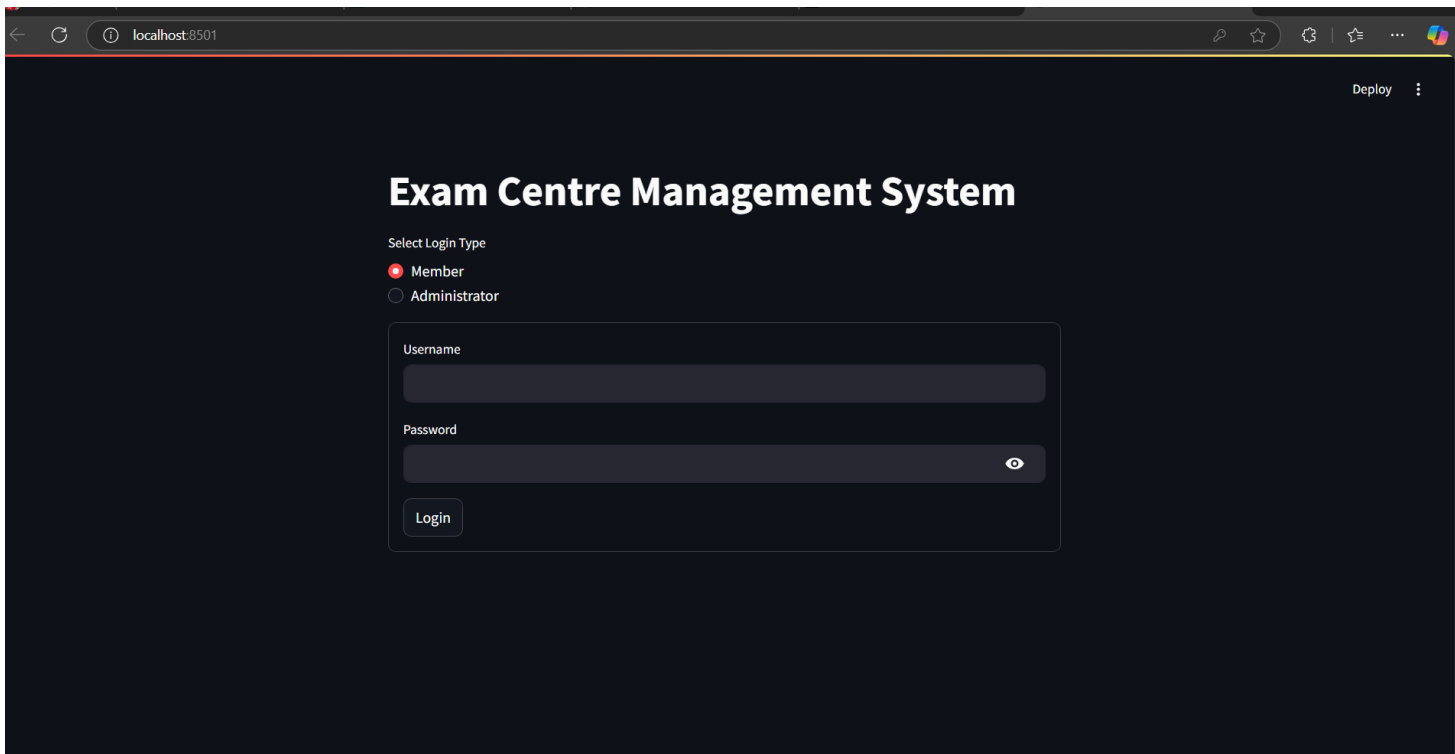 localhost:8501
Deploy
Exam Centre Management System
Select Login Type
Member
Administrator
Username
Password
Login